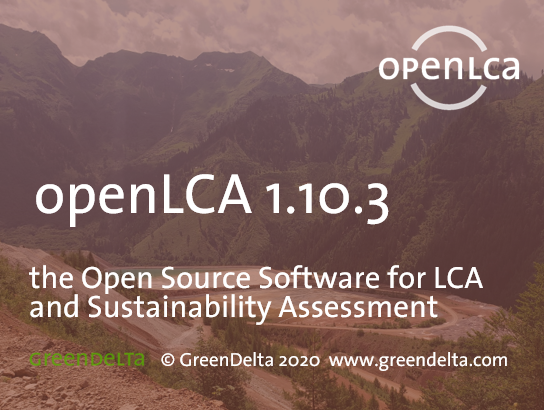 openLca
openLCA 1.10.3
the Open Source Software for LCA
and Sustainability Assessment
GreenDeLTa © GreenDelta 2020 www.greendelta.com